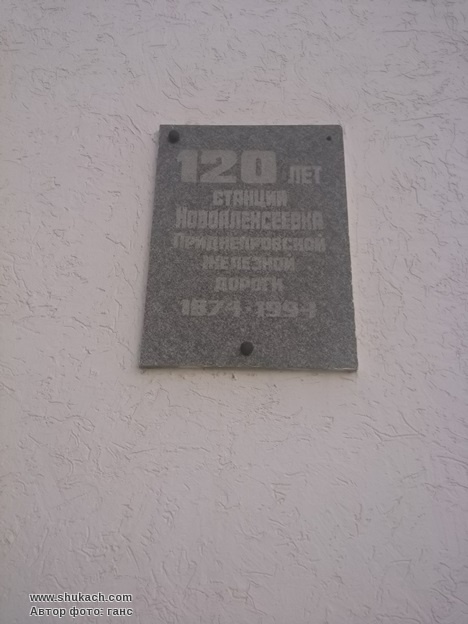 120 ЛЕТ
СТАНЦИИ
НОВОАЛЕКСЕЕВКА
ПРИДНЕПРОВСКОЙ
ЖЕЛЕЗНОЙ
ДОРОГИ
1874-1994
www.shukach.com
Автор фото: ганс